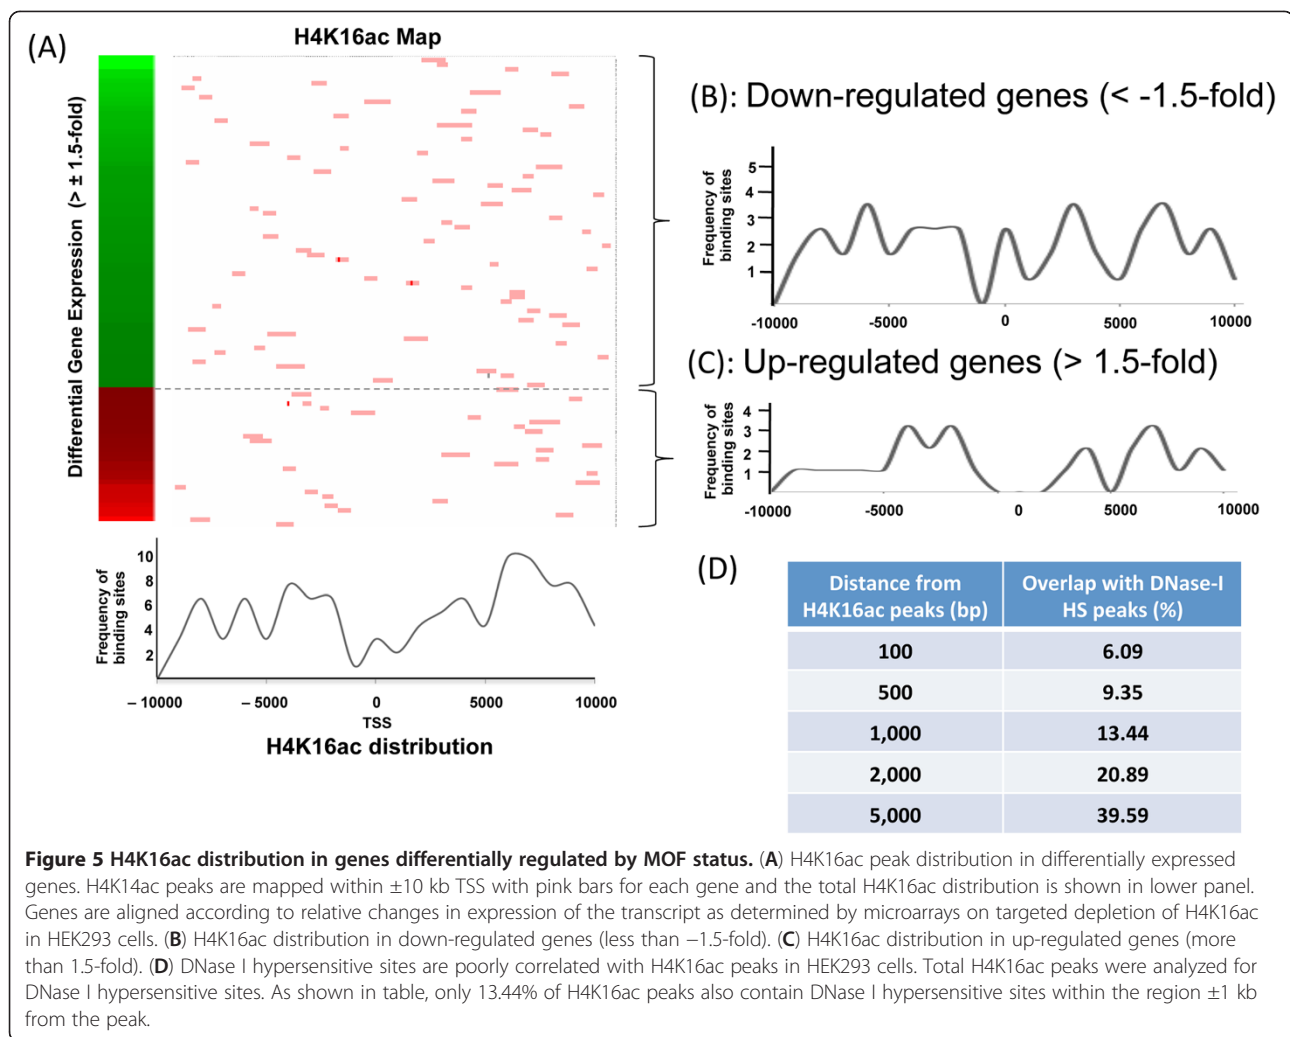 (A)
H4K16ac Map
Differential Gene Expression (> ± 1.5-fold)
Frequency of
binding sites
10
8
6
4
2
– 10000
– 5000
0
5000
10000
TSS
H4K16ac distribution
(B): Down-regulated genes (< -1.5-fold)
Frequency of
binding sites
5
4
3
2
1
-10000
-5000
0
5000
10000
(C): Up-regulated genes (> 1.5-fold)
Frequency of
binding sites
4
3
2
1
-10000
-5000
0
5000
10000
(D)
Distance from H4K16ac peaks (bp) Overlap with DNase-I HS peaks (%)
100 6.09
500 9.35
1,000 13.44
2,000 20.89
5,000 39.59
Figure 5 H4K16ac distribution in genes differentially regulated by MOF status. (A) H4K16ac peak distribution in differentially expressed
genes. H4K14ac peaks are mapped within ±10 kb TSS with pink bars for each gene and the total H4K16ac distribution is shown in lower panel.
Genes are aligned according to relative changes in expression of the transcript as determined by microarrays on targeted depletion of H4K16ac
in HEK293 cells. (B) H4K16ac distribution in down-regulated genes (less than −1.5-fold). (C) H4K16ac distribution in up-regulated genes (more
than 1.5-fold). (D) DNase I hypersensitive sites are poorly correlated with H4K16ac peaks in HEK293 cells. Total H4K16ac peaks were analyzed for
DNase I hypersensitive sites. As shown in table, only 13.44% of H4K16ac peaks also contain DNase I hypersensitive sites within the region ±1 kb
from the peak.